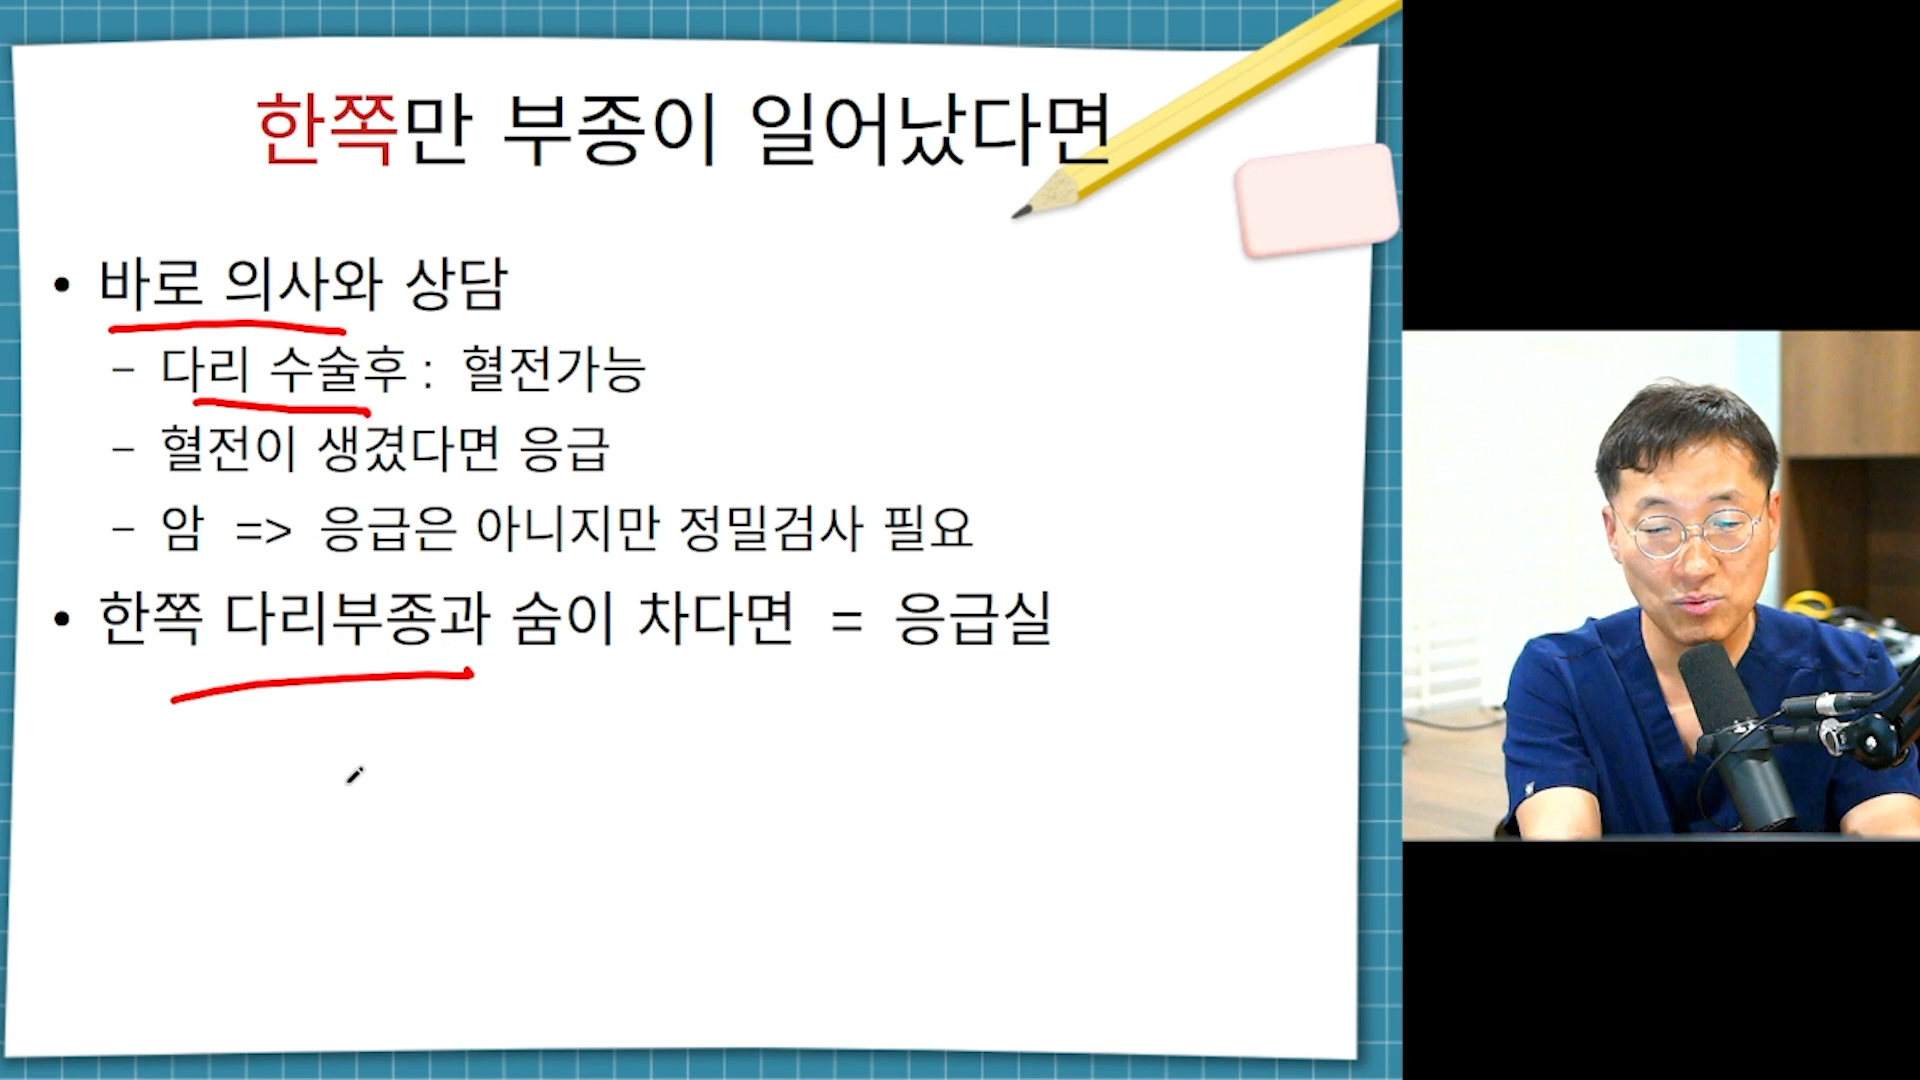 한쪽만 부종이 일어났다면
• 바로 의사와 상담
– 다리 수술후 : 혈전가능
– 혈전이 생겼다면 응급
– 암 => 응급은 아니지만 정밀검사 필요
• 한쪽 다리부종과 숨이 차다면 = 응급실